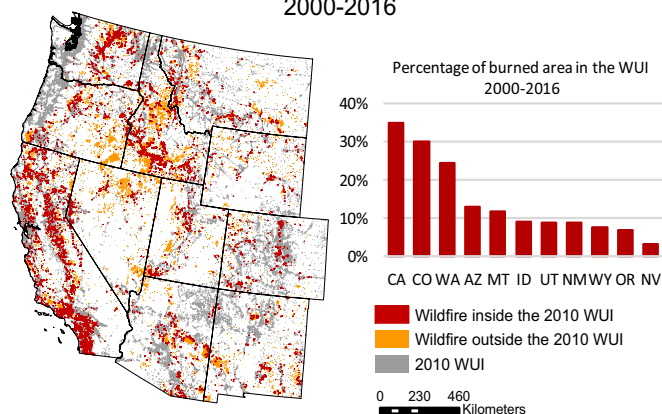 2000-2016
Percentage of burned area in the WUI
2000-2016
40%
30%
20%
10%
0%
CA CO WA AZ MT ID UT NM WY OR NV
Wildfire inside the 2010 WUI
Wildfire outside the 2010 WUI
2010 WUI
0 230 460
Kilometers